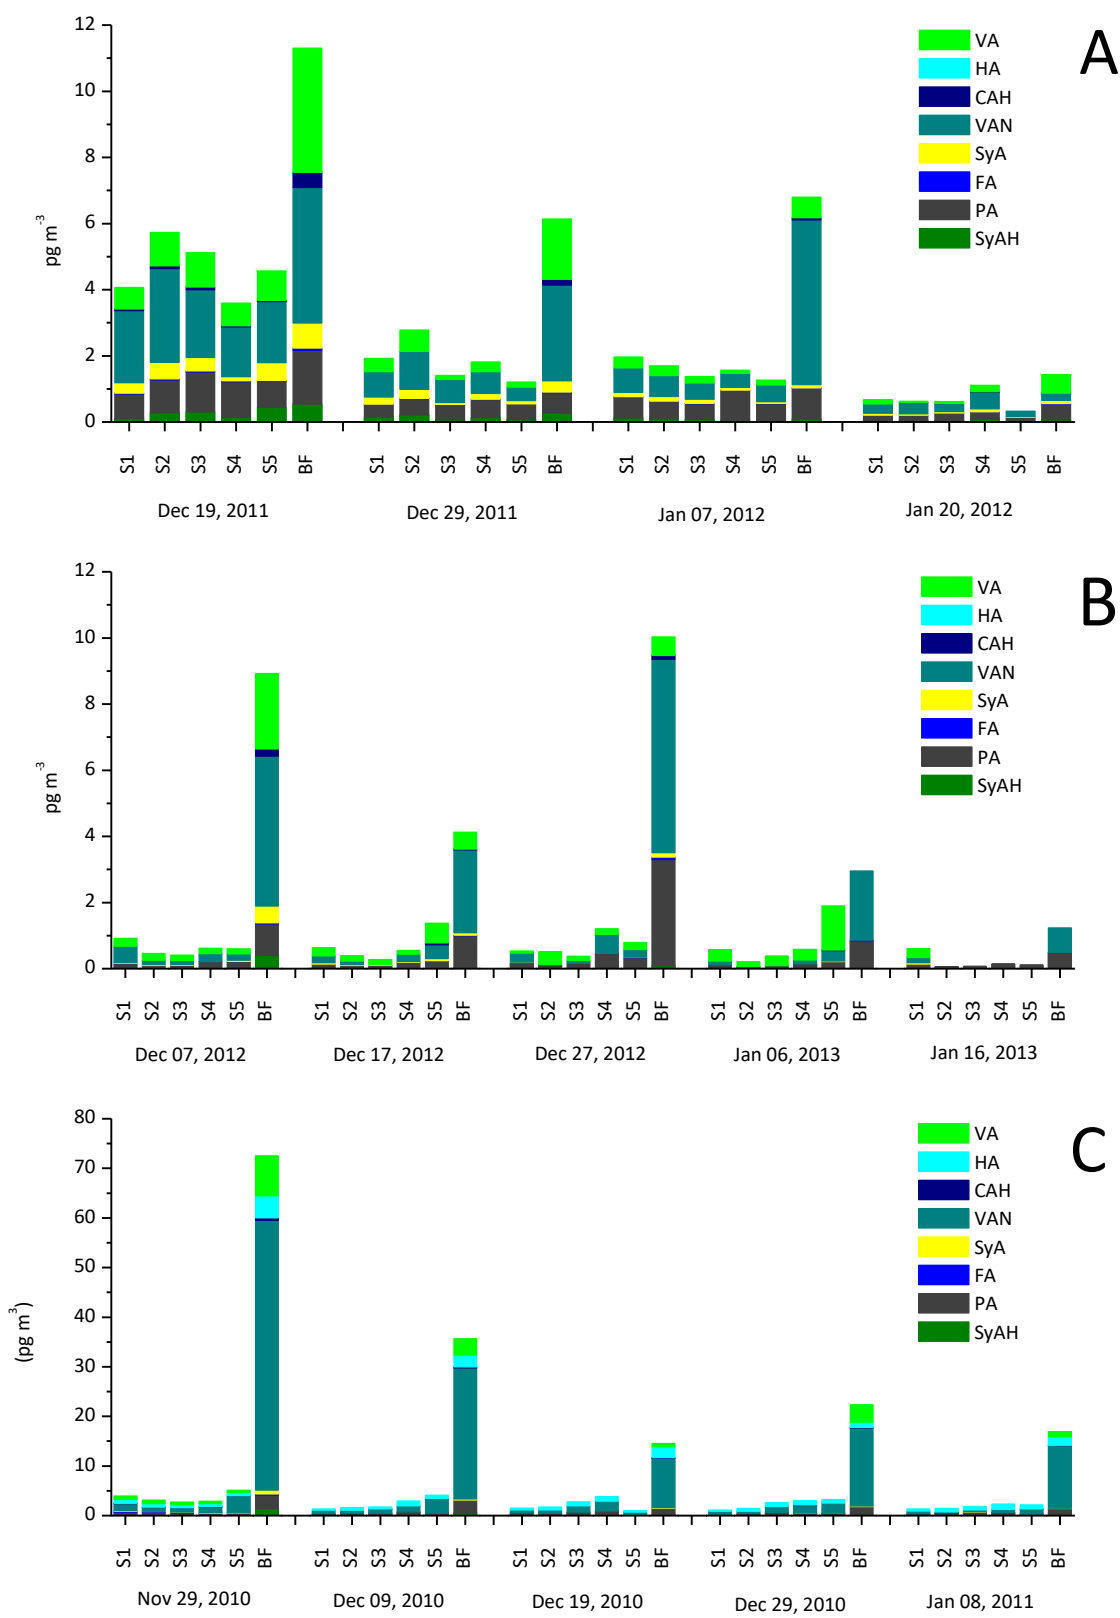 A
12
10
8
6
4
2
0
pg m⁻³
VA
HA
CAH
VAN
SyA
FA
PA
SyAH
S1 S2 S3 S4 S5 BF S1 S2 S3 S4 S5 BF S1 S2 S3 S4 S5 BF S1 S2 S3 S4 S5 BF
Dec 19, 2011 Dec 29, 2011 Jan 07, 2012 Jan 20, 2012
B
12
10
8
6
4
2
0
pg m⁻³
VA
HA
CAH
VAN
SyA
FA
PA
SyAH
S1 S2 S3 S4 S5 BF S1 S2 S3 S4 S5 BF S1 S2 S3 S4 S5 BF S1 S2 S3 S4 S5 BF S1 S2 S3 S4 S5 BF
Dec 07, 2012 Dec 17, 2012 Dec 27, 2012 Jan 06, 2013 Jan 16, 2013
C
80
70
60
50
40
30
20
10
0
(pg m³)
VA
HA
CAH
VAN
SyA
FA
PA
SyAH
S1 S2 S3 S4 S5 BF S1 S2 S3 S4 S5 BF S1 S2 S3 S4 S5 BF S1 S2 S3 S4 S5 BF S1 S2 S3 S4 S5 BF
Nov 29, 2010 Dec 09, 2010 Dec 19, 2010 Dec 29, 2010 Jan 08, 2011